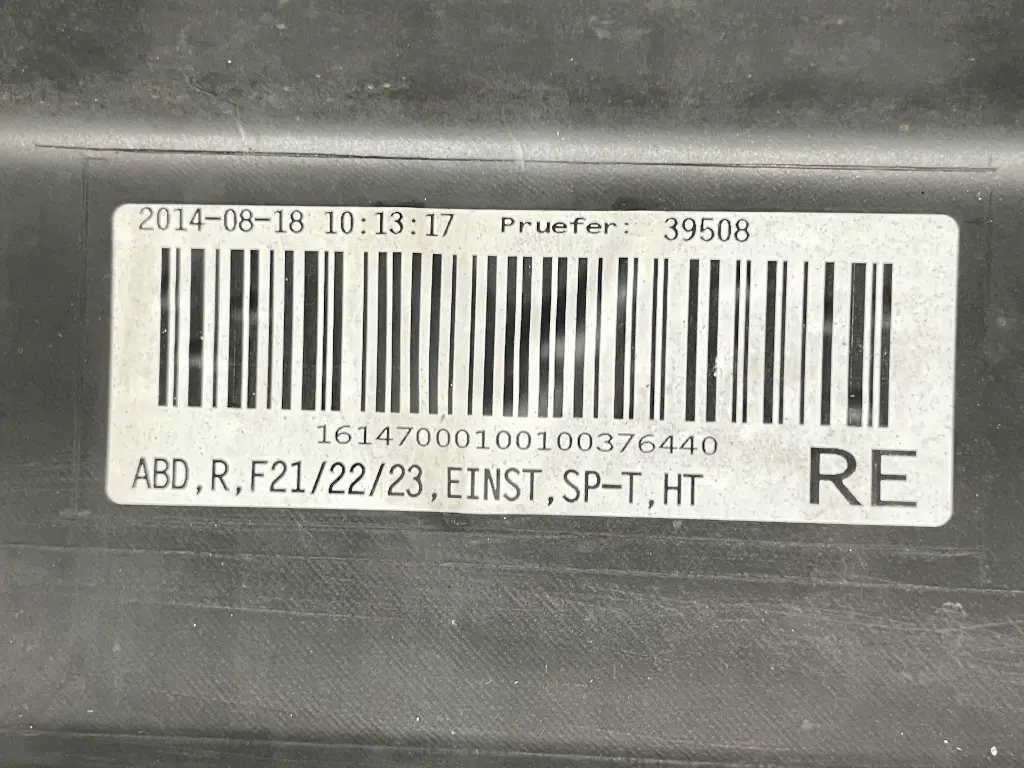 2014-08-18 10:13:17 Pruefer: 39508
16147000100100376440
ABD,R,F21/22/23,EINST,SP-T,HT RE